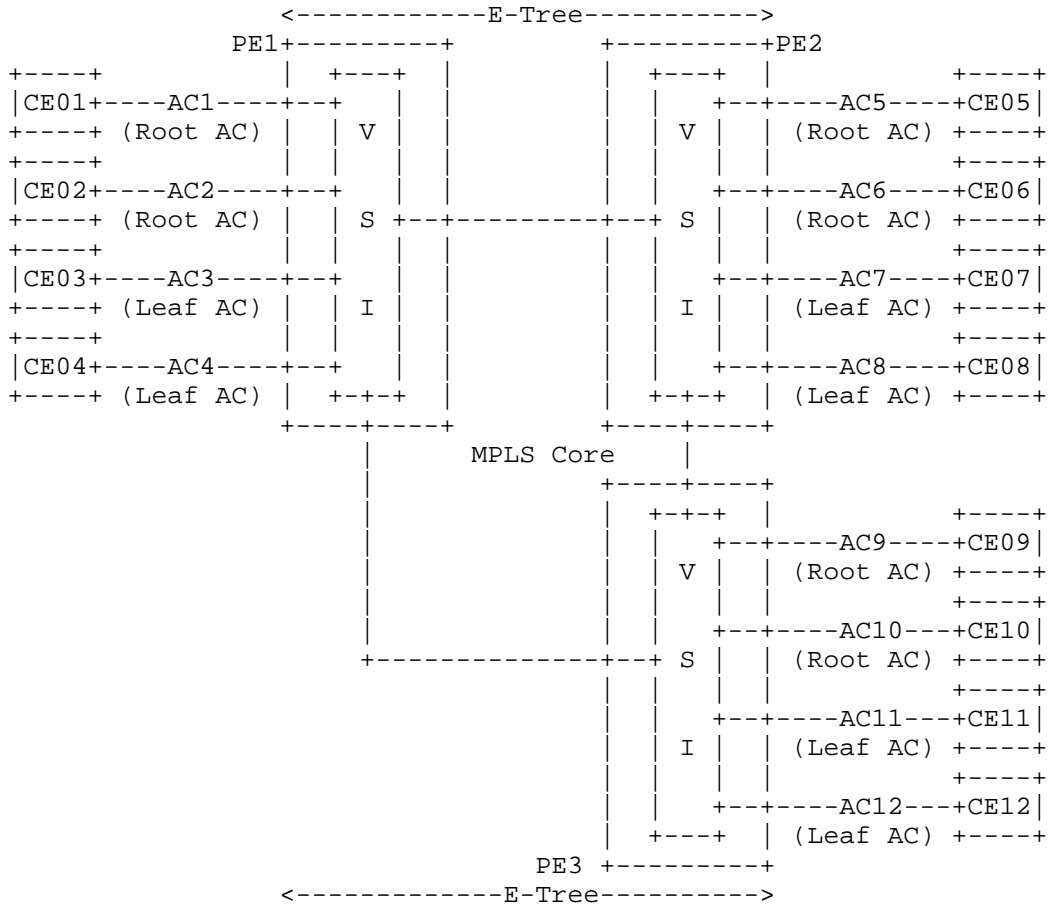 <------------E-Tree------------>
PE1+---------+ +---------+PE2
+----+ | +---+ | | +---+ | +----+
|CE01+----AC1----+--+ | | | | +--+----AC5----+CE05|
+----+ (Root AC) | | V | | | | V | | (Root AC) +----+
+----+ | | | | | | | | +----+
|CE02+----AC2----+--+ | | | | +--+----AC6----+CE06|
+----+ (Root AC) | | S +--+---------+--+ S | | (Root AC) +----+
+----+ | | | | | | | | +----+
|CE03+----AC3----+--+ | | | | +--+----AC7----+CE07|
+----+ (Leaf AC) | | I | | | | I | | (Leaf AC) +----+
+----+ | | | | | | | | +----+
|CE04+----AC4----+--+ | | | | +--+----AC8----+CE08|
+----+ (Leaf AC) | +-+-+ | | +-+-+ | (Leaf AC) +----+
+----+----+ +----+----+
| MPLS Core |
| +----+----+
| | +-+-+ | +----+
| | | +--+----AC9----+CE09|
| | | V | | (Root AC) +----+
| | | | | +----+
| | | +--+----AC10---+CE10|
+--------------+--+ S | | (Root AC) +----+
| | | | +----+
| | +--+----AC11---+CE11|
| | I | | (Leaf AC) +----+
| | | | +----+
| | +--+----AC12---+CE12|
| +---+ | (Leaf AC) +----+
PE3 +---------+
<-------------E-Tree----------->